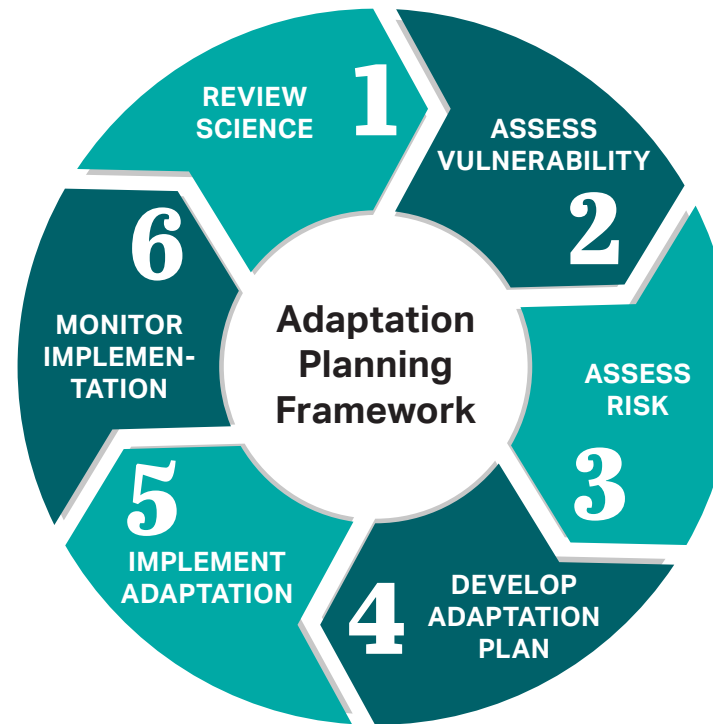 Adaptation
Planning
Framework
1
REVIEW
SCIENCE
ASSESS
VULNERABILITY
2
ASSESS
RISK
3
4
DEVELOP
ADAPTATION
PLAN
5
IMPLEMENT
ADAPTATION
6
MONITOR
IMPLEMEN-
TATION